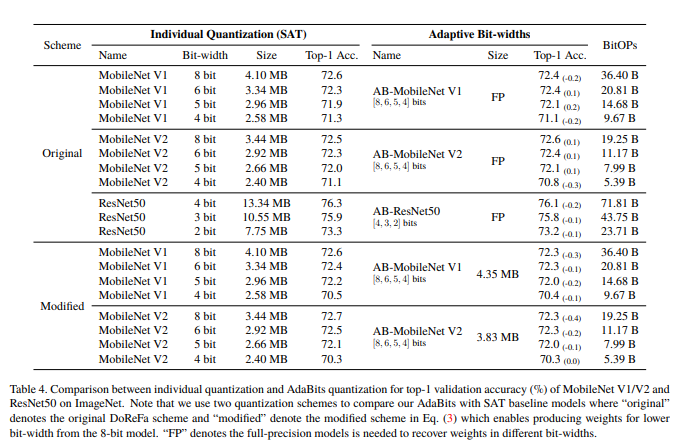 Scheme Individual Quantization (SAT) Adaptive Bit-widths BitOPs
Name Bit-width Size Top-1 Acc. Name Size Top-1 Acc.
Original MobileNet V1 8 bit 4.10 MB 72.6 AB-MobileNet V1 [8, 6, 5, 4] bits FP 72.4 (-0.2) 36.40 B
MobileNet V1 6 bit 3.34 MB 72.3 72.4 (0.1) 20.81 B
MobileNet V1 5 bit 2.96 MB 71.9 72.1 (0.2) 14.68 B
MobileNet V1 4 bit 2.58 MB 71.3 71.1 (-0.2) 9.67 B
MobileNet V2 8 bit 3.44 MB 72.5 AB-MobileNet V2 [8, 6, 5, 4] bits FP 72.6 (0.1) 19.25 B
MobileNet V2 6 bit 2.92 MB 72.3 72.4 (0.1) 11.17 B
MobileNet V2 5 bit 2.66 MB 72.0 72.1 (0.1) 7.99 B
MobileNet V2 4 bit 2.40 MB 71.1 70.8 (-0.3) 5.39 B
ResNet50 4 bit 13.34 MB 76.3 AB-ResNet50 [4, 3, 2] bits FP 76.1 (-0.2) 71.81 B
ResNet50 3 bit 10.55 MB 75.9 75.8 (-0.1) 43.75 B
ResNet50 2 bit 7.75 MB 73.3 73.2 (-0.1) 23.71 B
Modified MobileNet V1 8 bit 4.10 MB 72.6 AB-MobileNet V1 [8, 6, 5, 4] bits 4.35 MB 72.3 (-0.3) 36.40 B
MobileNet V1 6 bit 3.34 MB 72.4 72.3 (-0.1) 20.81 B
MobileNet V1 5 bit 2.96 MB 72.2 72.0 (-0.2) 14.68 B
MobileNet V1 4 bit 2.58 MB 70.5 70.4 (-0.1) 9.67 B
MobileNet V2 8 bit 3.44 MB 72.7 AB-MobileNet V2 [8, 6, 5, 4] bits 3.83 MB 72.3 (-0.4) 19.25 B
MobileNet V2 6 bit 2.92 MB 72.5 72.3 (-0.2) 11.17 B
MobileNet V2 5 bit 2.66 MB 72.1 72.0 (-0.1) 7.99 B
MobileNet V2 4 bit 2.40 MB 70.3 70.3 (0.0) 5.39 B
Table 4. Comparison between individual quantization and AdaBits quantization for top-1 validation accuracy (%) of MobileNet V1/V2 and
ResNet50 on ImageNet. Note that we use two quantization schemes to compare our AdaBits with SAT baseline models where “original”
denotes the original DoReFa scheme and “modified” denote the modified scheme in Eq. (3) which enables producing weights for lower
bit-width from the 8-bit model. “FP” denotes the full-precision models is needed to recover weights in different bit-widths.